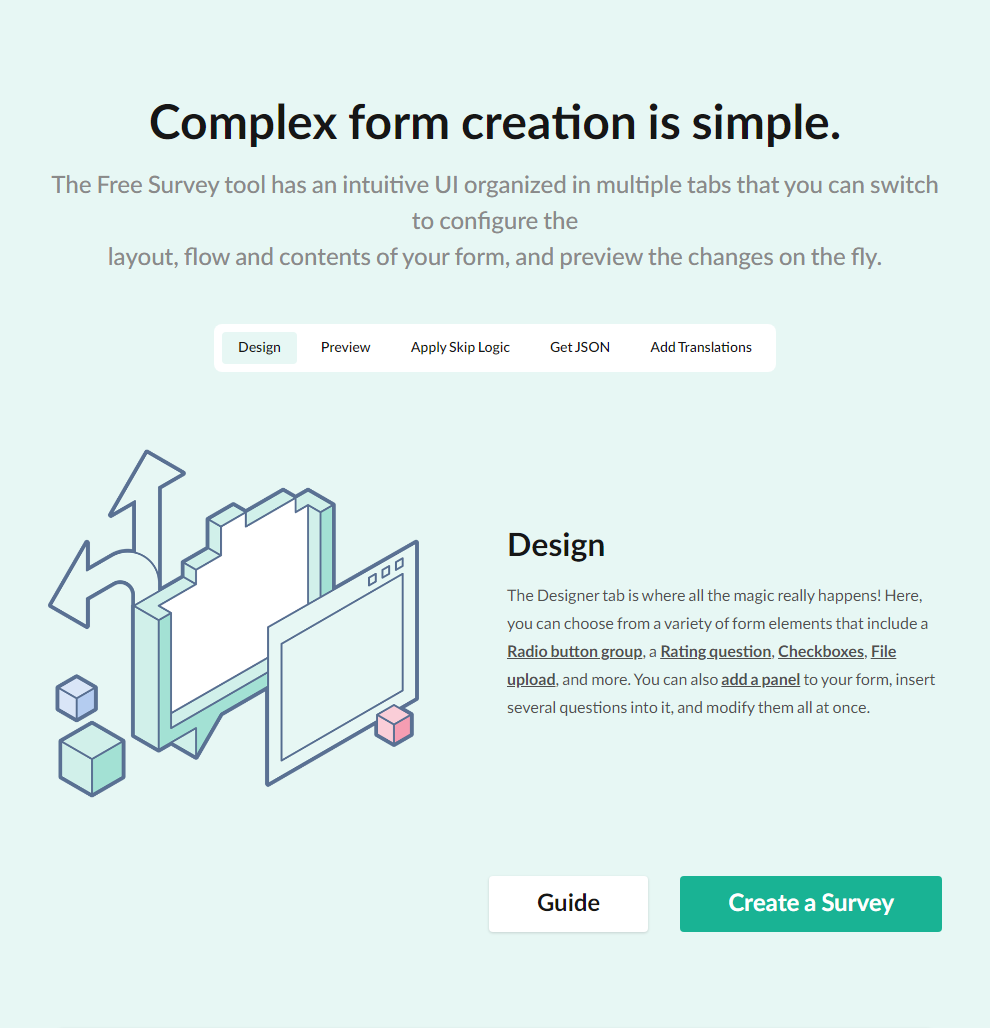 Complex form creation is simple.
The Free Survey tool has an intuitive UI organized in multiple tabs that you can switch
to configure the
layout, flow and contents of your form, and preview the changes on the fly.
Design Preview Apply Skip Logic Get JSON Add Translations
Design
The Designer tab is where all the magic really happens! Here,
you can choose from a variety of form elements that include a
Radio button group, a Rating question, Checkboxes, File
upload, and more. You can also add a panel to your form, insert
several questions into it, and modify them all at once.
Guide Create a Survey